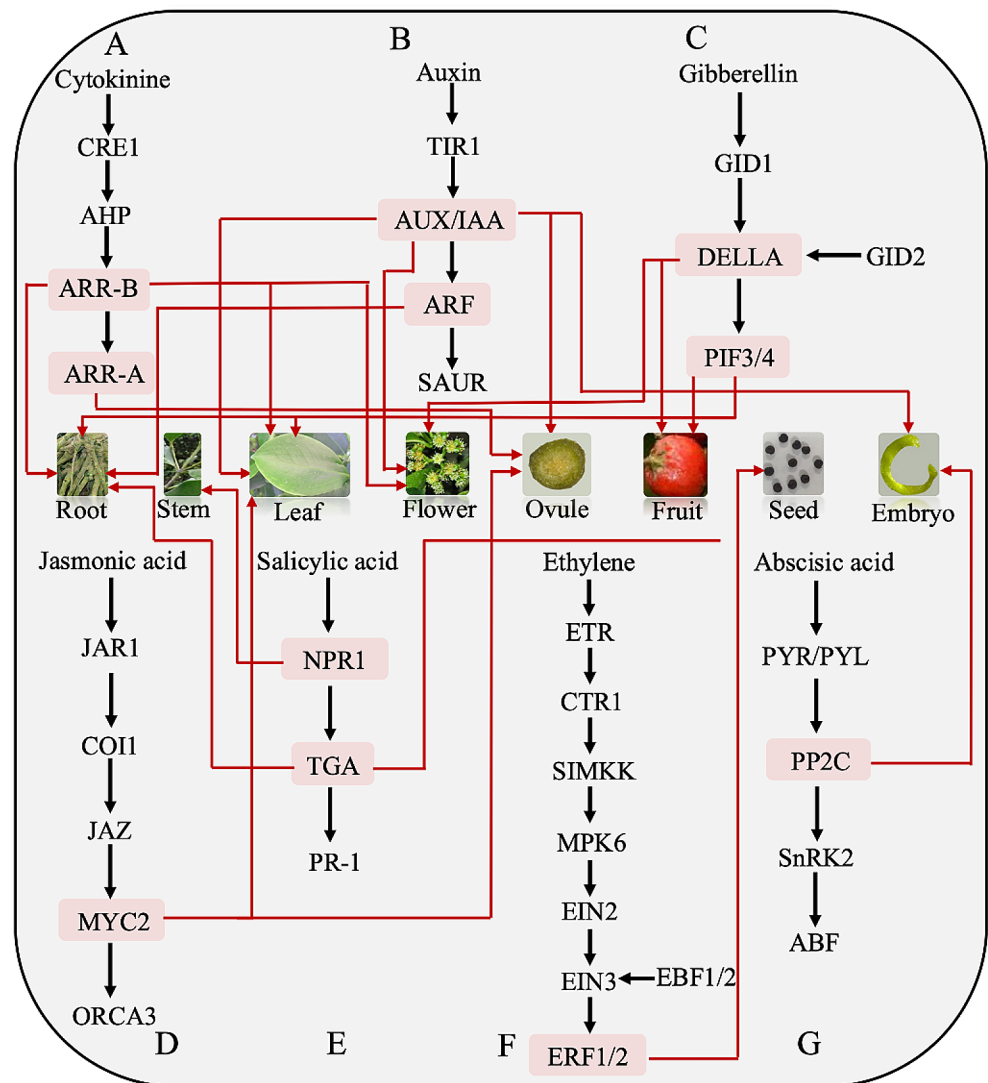 A
B
C
Cytokinine
Auxin
Gibberellin
CRE1
TIR1
GID1
AHP
AUX/IAA
DELLA
GID2
ARR-B
ARF
PIF3/4
ARR-A
SAUR
Root
Stem
Leaf
Flower
Ovule
Fruit
Seed
Embryo
Jasmonic acid
Salicylic acid
Ethylene
Abscisic acid
JAR1
NPR1
ETR
PYR/PYL
COI1
TGA
CTR1
PP2C
SIMKK
JAZ
PR-1
MPK6
SnRK2
MYC2
EIN2
ABF
ORCA3
EIN3
EBF1/2
ERF1/2
D
E
F
G